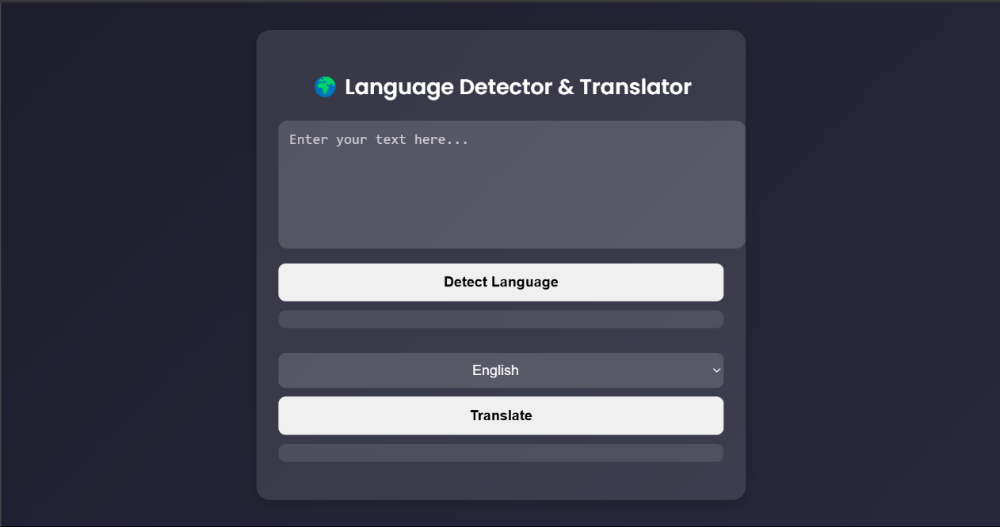 🌍 Language Detector & Translator
Enter your text here...
Detect Language
English
Translate